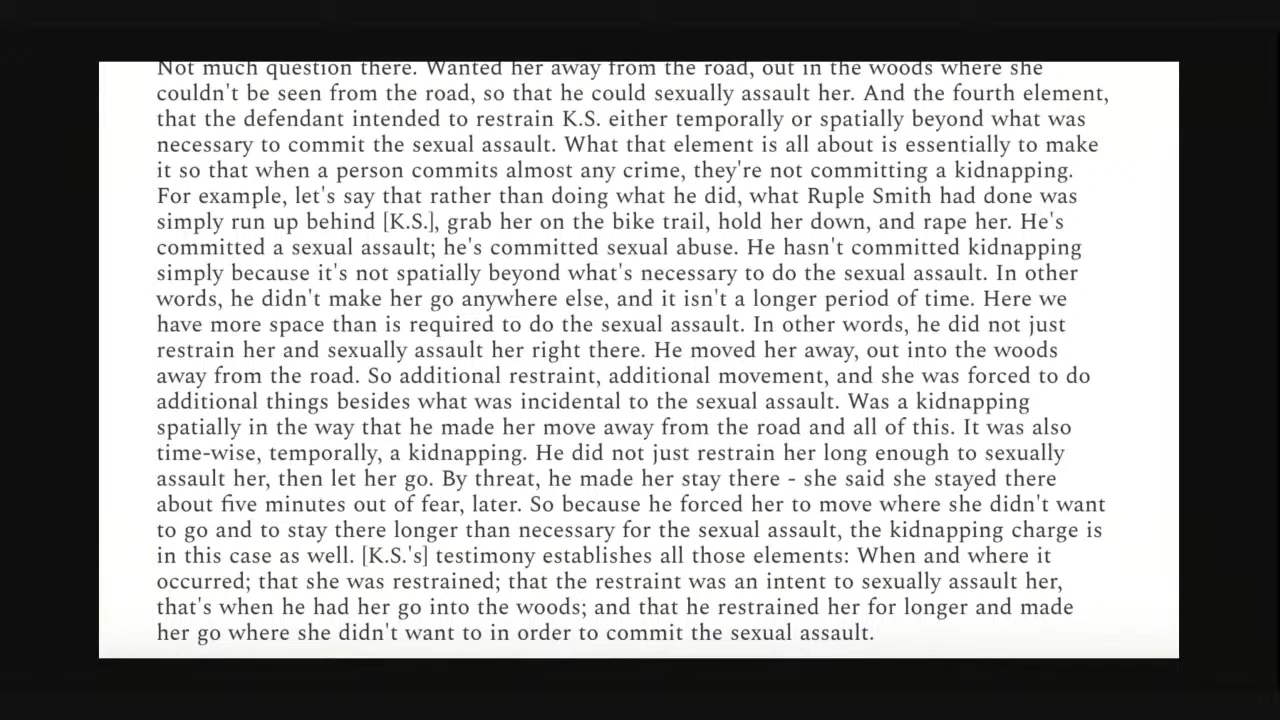 Not much question there. Wanted her away from the road, out in the woods where she
couldn't be seen from the road, so that he could sexually assault her. And the fourth element,
that the defendant intended to restrain K.S. either temporally or spatially beyond what was
necessary to commit the sexual assault. What that element is all about is essentially to make
it so that when a person commits almost any crime, they're not committing a kidnapping.
For example, let's say that rather than doing what he did, what Ruple Smith had done was
simply run up behind [K.S.], grab her on the bike trail, hold her down, and rape her. He's
committed a sexual assault; he's committed sexual abuse. He hasn't committed kidnapping
simply because it's not spatially beyond what's necessary to do the sexual assault. In other
words, he didn't make her go anywhere else, and it isn't a longer period of time. Here we
have more space than is required to do the sexual assault. In other words, he did not just
restrain her and sexually assault her right there. He moved her away, out into the woods
away from the road. So additional restraint, additional movement, and she was forced to do
additional things besides what was incidental to the sexual assault. Was a kidnapping
spatially in the way that he made her move away from the road and all of this. It was also
time-wise, temporally, a kidnapping. He did not just restrain her long enough to sexually
assault her, then let her go. By threat, he made her stay there - she said she stayed there
about five minutes out of fear, later. So because he forced her to move where she didn't want
to go and to stay there longer than necessary for the sexual assault, the kidnapping charge is
in this case as well. [K.S.'s] testimony establishes all those elements: When and where it
occurred; that she was restrained; that the restraint was an intent to sexually assault her,
that's when he had her go into the woods; and that he restrained her for longer and made
her go where she didn't want to in order to commit the sexual assault.